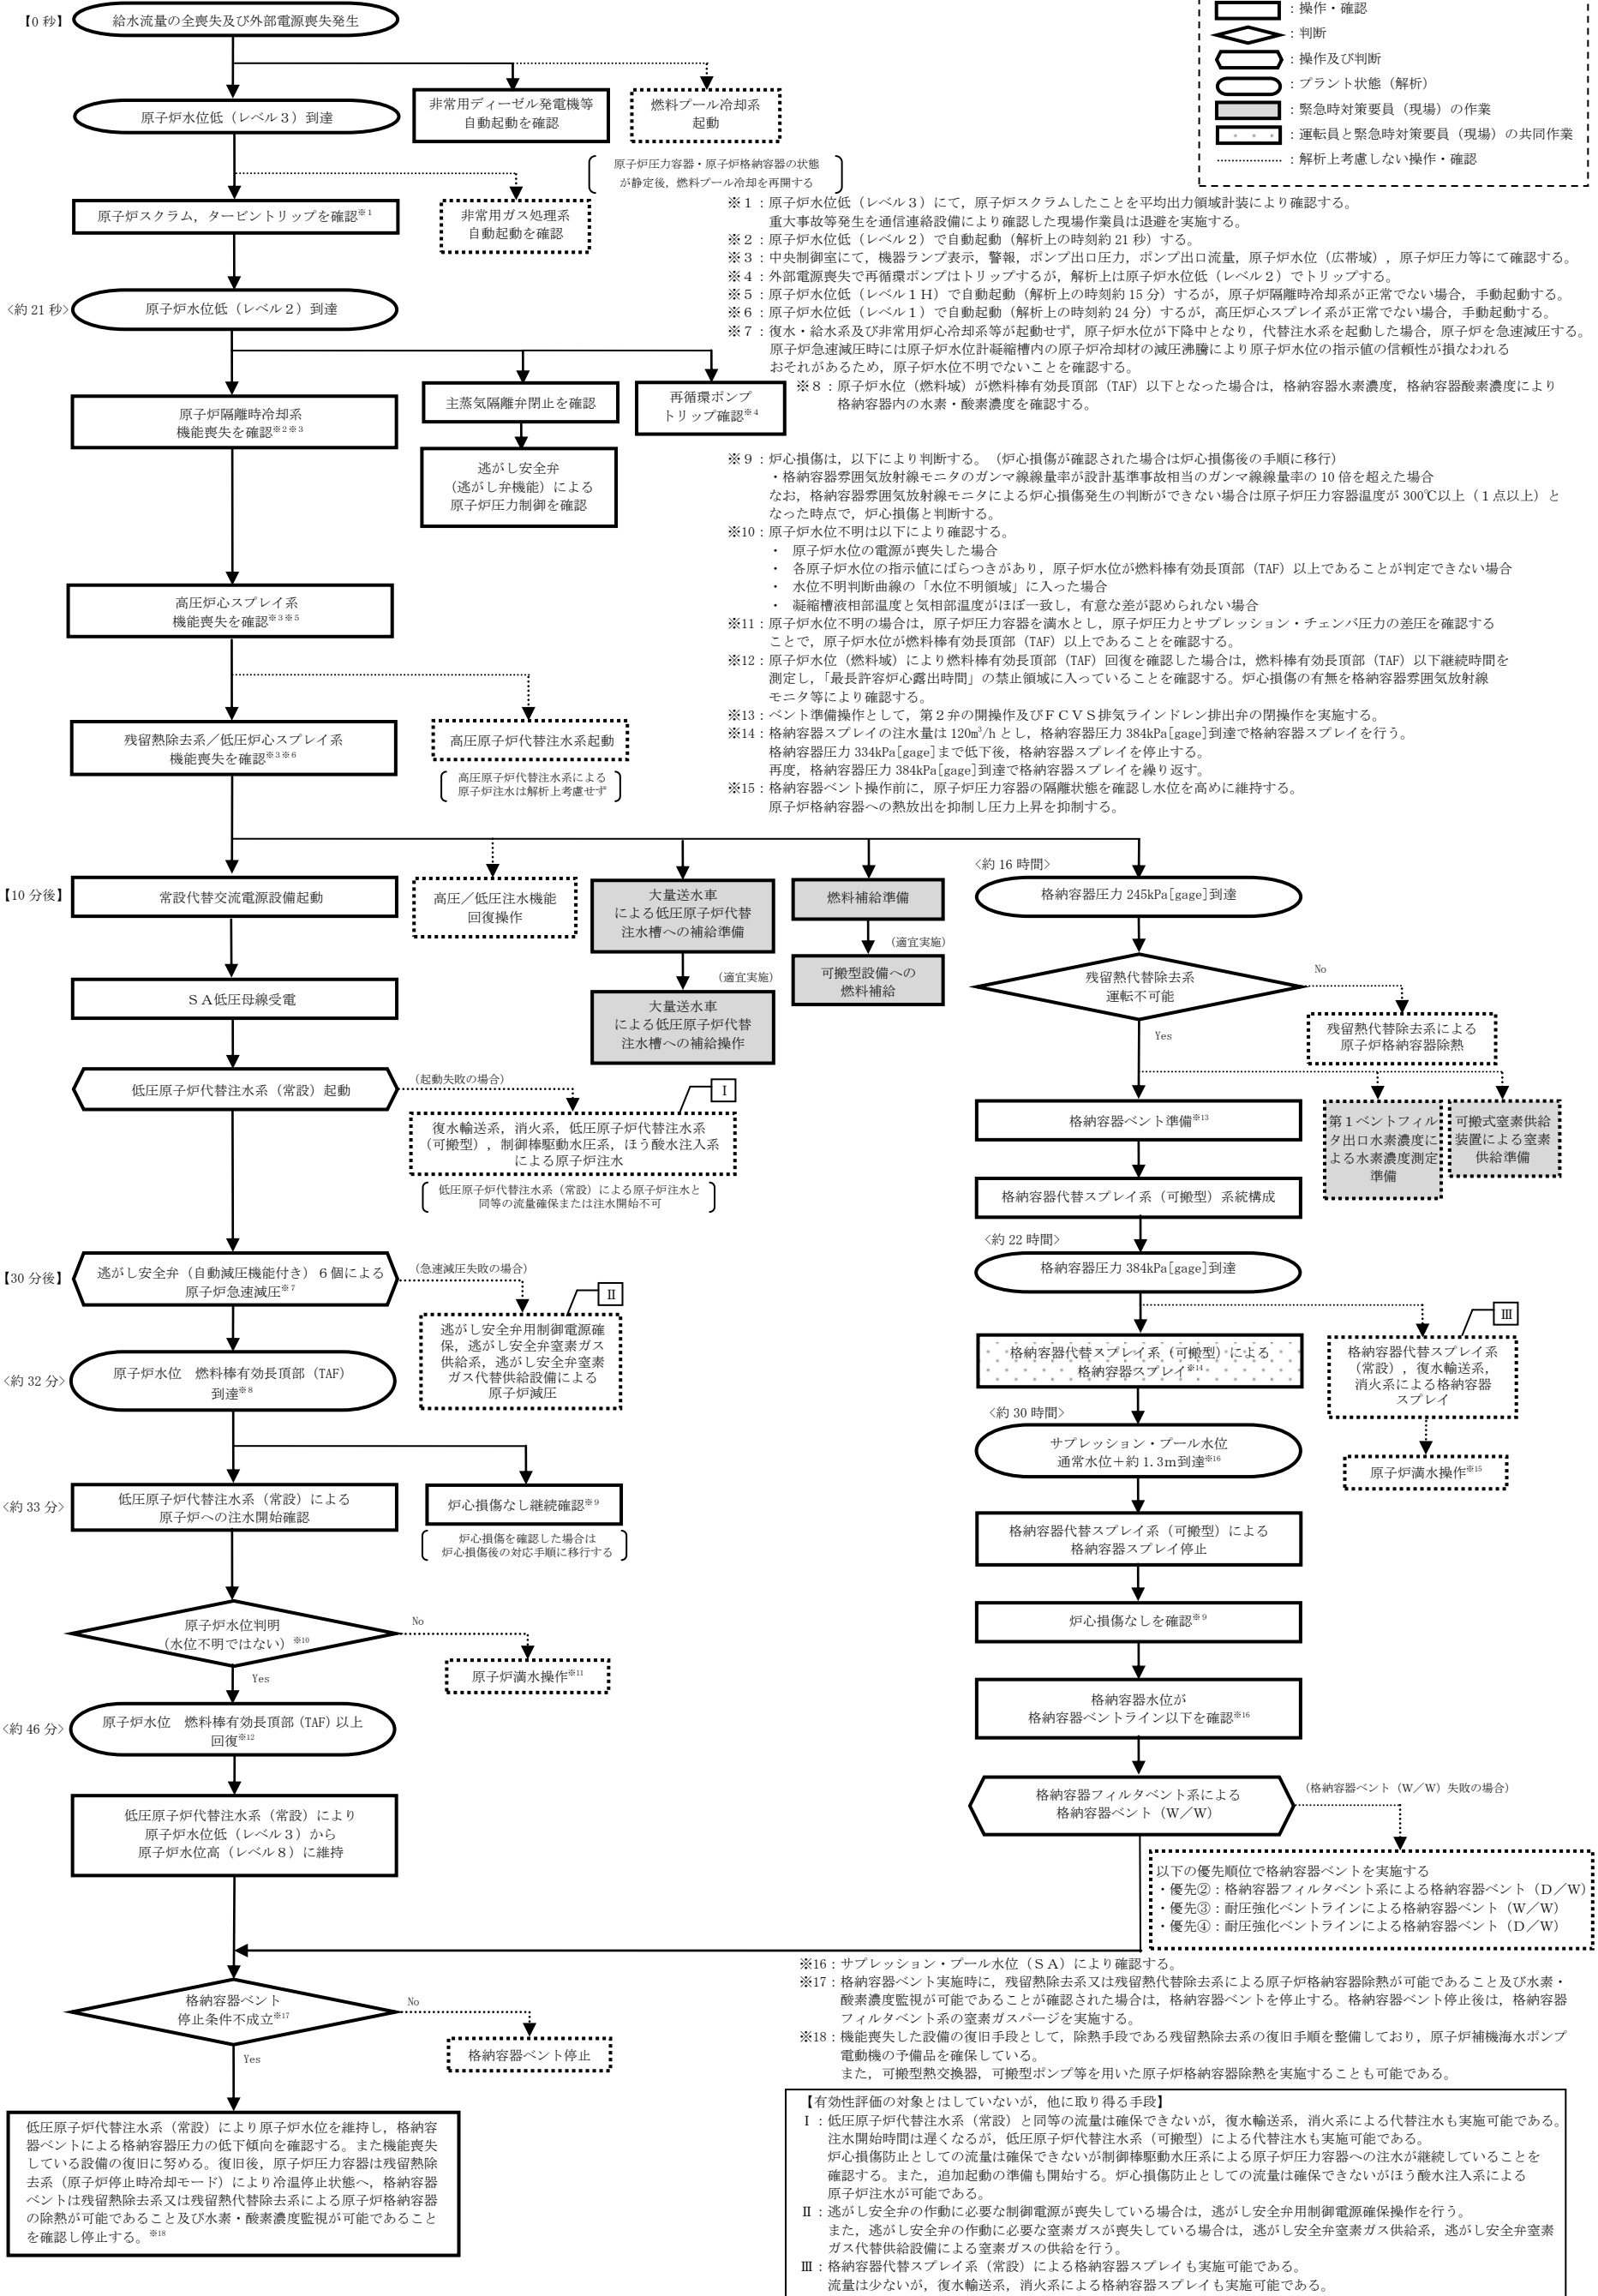 【0 秒】
給水流量の全喪失及び外部電源喪失発生
：操作・確認
：判断
：操作及び判断
：プラント状態（解析）
：緊急時対策要員（現場）の作業
：運転員と緊急時対策要員（現場）の共同作業
：解析上考慮しない操作・確認
原子炉水位低（レベル３）到達
非常用ディーゼル発電機等
自動起動を確認
燃料プール冷却系
起動
原子炉圧力容器・原子炉格納容器の状態
が静定後，燃料プール冷却を再開する
原子炉スクラム，タービントリップを確認※1
非常用ガス処理系
自動起動を確認
※１：原子炉水位低（レベル３）にて，原子炉スクラムしたことを平均出力領域計装により確認する。
重大事故等発生を通信連絡設備により確認した現場作業員は退避を実施する。
※２：原子炉水位低（レベル２）で自動起動（解析上の時刻約 21 秒）する。
※３：中央制御室にて，機器ランプ表示，警報，ポンプ出口圧力，ポンプ出口流量，原子炉水位（広帯域），原子炉圧力等にて確認する。
※４：外部電源喪失で再循環ポンプはトリップするが，解析上は原子炉水位低（レベル２）でトリップする。
※５：原子炉水位低（レベル１Ｈ）で自動起動（解析上の時刻約 15 分）するが，原子炉隔離時冷却系が正常でない場合，手動起動する。
※６：原子炉水位低（レベル１）で自動起動（解析上の時刻約 24 分）するが，高圧炉心スプレイ系が正常でない場合，手動起動する。
※７：復水・給水系及び非常用炉心冷却系等が起動せず，原子炉水位が下降中となり，代替注水系を起動した場合，原子炉を急速減圧する。
原子炉急速減圧時には原子炉水位計凝縮槽内の原子炉冷却材の減圧沸騰により原子炉水位の指示値の信頼性が損なわれる
おそれがあるため，原子炉水位不明でないことを確認する。
※８：原子炉水位（燃料域）が燃料棒有効長頂部（TAF）以下となった場合は，格納容器水素濃度，格納容器酸素濃度により
格納容器内の水素・酸素濃度を確認する。
<約 21 秒>
原子炉水位低（レベル２）到達
原子炉隔離時冷却系
機能喪失を確認※2※3
主蒸気隔離弁閉止を確認
再循環ポンプ
トリップ確認※4
逃がし安全弁
（逃がし弁機能）による
原子炉圧力制御を確認
※９：炉心損傷は，以下により判断する。（炉心損傷が確認された場合は炉心損傷後の手順に移行）
・格納容器雰囲気放射線モニタのガンマ線線量率が設計基準事故相当のガンマ線線量率の 10 倍を超えた場合
なお，格納容器雰囲気放射線モニタによる炉心損傷発生の判断ができない場合は原子炉圧力容器温度が 300℃以上（１点以上）と
なった時点で，炉心損傷と判断する。
※10：原子炉水位不明は以下により確認する。
・ 原子炉水位の電源が喪失した場合
・ 各原子炉水位の指示値にばらつきがあり，原子炉水位が燃料棒有効長頂部（TAF）以上であることが判定できない場合
・ 水位不明判断曲線の「水位不明領域」に入った場合
・ 凝縮槽液相部温度と気相部温度がほぼ一致し，有意な差が認められない場合
※11：原子炉水位不明の場合は，原子炉圧力容器を満水とし，原子炉圧力とサプレッション・チェンバ圧力の差圧を確認する
ことで，原子炉水位が燃料棒有効長頂部（TAF）以上であることを確認する。
※12：原子炉水位（燃料域）により燃料棒有効長頂部（TAF）回復を確認した場合は，燃料棒有効長頂部（TAF）以下継続時間を
測定し，「最長許容炉心露出時間」の禁止領域に入っていることを確認する。炉心損傷の有無を格納容器雰囲気放射線
モニタ等により確認する。
※13：ベント準備操作として，第２弁の開操作及びＦＣＶＳ排気ラインドレン排出弁の閉操作を実施する。
※14：格納容器スプレイの注水量は 120m³/h とし，格納容器圧力 384kPa[gage]到達で格納容器スプレイを行う。
格納容器圧力 334kPa[gage]まで低下後，格納容器スプレイを停止する。
再度，格納容器圧力 384kPa[gage]到達で格納容器スプレイを繰り返す。
※15：格納容器ベント操作前に，原子炉圧力容器の隔離状態を確認し水位を高めに維持する。
原子炉格納容器への熱放出を抑制し圧力上昇を抑制する。
高圧炉心スプレイ系
機能喪失を確認※3※5
残留熱除去系／低圧炉心スプレイ系
機能喪失を確認※3※6
高圧原子炉代替注水系起動
高圧原子炉代替注水系による
原子炉注水は解析上考慮せず
【10 分後】
常設代替交流電源設備起動
高圧／低圧注水機能
回復操作
大量送水車
による低圧原子炉代替
注水槽への補給準備
燃料補給準備
<約 16 時間>
格納容器圧力 245kPa[gage]到達
（適宜実施）
可搬型設備への
燃料補給
（適宜実施）
大量送水車
による低圧原子炉代替
注水槽への補給操作
残留熱代替除去系
運転不可能
No
Yes
残留熱代替除去系による
原子炉格納容器除熱
ＳＡ低圧母線受電
低圧原子炉代替注水系（常設）起動
（起動失敗の場合）
Ⅰ
復水輸送系，消火系，低圧原子炉代替注水系
（可搬型），制御棒駆動水圧系，ほう酸水注入系
による原子炉注水
低圧原子炉代替注水系（常設）による原子炉注水と
同等の流量確保または注水開始不可
格納容器ベント準備※13
第１ベントフィル
タ出口水素濃度に
よる水素濃度測定
準備
可搬式窒素供給
装置による窒素
供給準備
格納容器代替スプレイ系（可搬型）系統構成
<約 22 時間>
格納容器圧力 384kPa[gage]到達
【30 分後】
逃がし安全弁（自動減圧機能付き）６個による
原子炉急速減圧※7
（急速減圧失敗の場合）
Ⅱ
逃がし安全弁用制御電源確
保，逃がし安全弁窒素ガス
供給系，逃がし安全弁窒素
ガス代替供給設備による
原子炉減圧
Ⅲ
格納容器代替スプレイ系（可搬型）による
格納容器スプレイ※14
格納容器代替スプレイ系
（常設），復水輸送系，
消火系による格納容器
スプレイ
<約 32 分>
原子炉水位 燃料棒有効長頂部（TAF）
到達※8
<約 30 時間>
サプレッション・プール水位
通常水位＋約 1.3ｍ到達※16
原子炉満水操作※15
<約 33 分>
低圧原子炉代替注水系（常設）による
原子炉への注水開始確認
炉心損傷なし継続確認※9
炉心損傷を確認した場合は
炉心損傷後の対応手順に移行する
格納容器代替スプレイ系（可搬型）による
格納容器スプレイ停止
原子炉水位判明
（水位不明ではない）※10
No
Yes
原子炉満水操作※11
炉心損傷なしを確認※9
<約 46 分>
原子炉水位 燃料棒有効長頂部（TAF）以上
回復※12
格納容器水位が
格納容器ベントライン以下を確認※16
低圧原子炉代替注水系（常設）により
原子炉水位低（レベル３）から
原子炉水位高（レベル８）に維持
格納容器フィルタベント系による
格納容器ベント（Ｗ／Ｗ）
（格納容器ベント（Ｗ／Ｗ）失敗の場合）
以下の優先順位で格納容器ベントを実施する
・優先②：格納容器フィルタベント系による格納容器ベント（Ｄ／Ｗ）
・優先③：耐圧強化ベントラインによる格納容器ベント（Ｗ／Ｗ）
・優先④：耐圧強化ベントラインによる格納容器ベント（Ｄ／Ｗ）
※16：サプレッション・プール水位（ＳＡ）により確認する。
※17：格納容器ベント実施時に，残留熱除去系又は残留熱代替除去系による原子炉格納容器除熱が可能であること及び水素・
酸素濃度監視が可能であることが確認された場合は，格納容器ベントを停止する。格納容器ベント停止後は，格納容器
フィルタベント系の窒素ガスパージを実施する。
※18：機能喪失した設備の復旧手段として，除熱手段である残留熱除去系の復旧手順を整備しており，原子炉補機海水ポンプ
電動機の予備品を確保している。
また，可搬型熱交換器，可搬型ポンプ等を用いた原子炉格納容器除熱を実施することも可能である。
格納容器ベント
停止条件不成立※17
No
Yes
格納容器ベント停止
低圧原子炉代替注水系（常設）により原子炉水位を維持し，格納容
器ベントによる格納容器圧力の低下傾向を確認する。また機能喪失
している設備の復旧に努める。復旧後，原子炉圧力容器は残留熱除
去系（原子炉停止時冷却モード）により冷温停止状態へ，格納容器
ベントは残留熱除去系又は残留熱代替除去系による原子炉格納容器
の除熱が可能であること及び水素・酸素濃度監視が可能であること
を確認し停止する。※18
【有効性評価の対象とはしていないが，他に取り得る手段】
Ⅰ：低圧原子炉代替注水系（常設）と同等の流量は確保できないが，復水輸送系，消火系による代替注水も実施可能である。
注水開始時間は遅くなるが，低圧原子炉代替注水系（可搬型）による代替注水も実施可能である。
炉心損傷防止としての流量は確保できないが制御棒駆動水圧系による原子炉圧力容器への注水が継続していることを
確認する。また，追加起動の準備も開始する。炉心損傷防止としての流量は確保できないがほう酸水注入系による
原子炉注水が可能である。
Ⅱ：逃がし安全弁の作動に必要な制御電源が喪失している場合は，逃がし安全弁用制御電源確保操作を行う。
また，逃がし安全弁の作動に必要な窒素ガスが喪失している場合は，逃がし安全弁窒素ガス供給系，逃がし安全弁窒素
ガス代替供給設備による窒素ガスの供給を行う。
Ⅲ：格納容器代替スプレイ系（常設）による格納容器スプレイも実施可能である。
流量は少ないが，復水輸送系，消火系による格納容器スプレイも実施可能である。